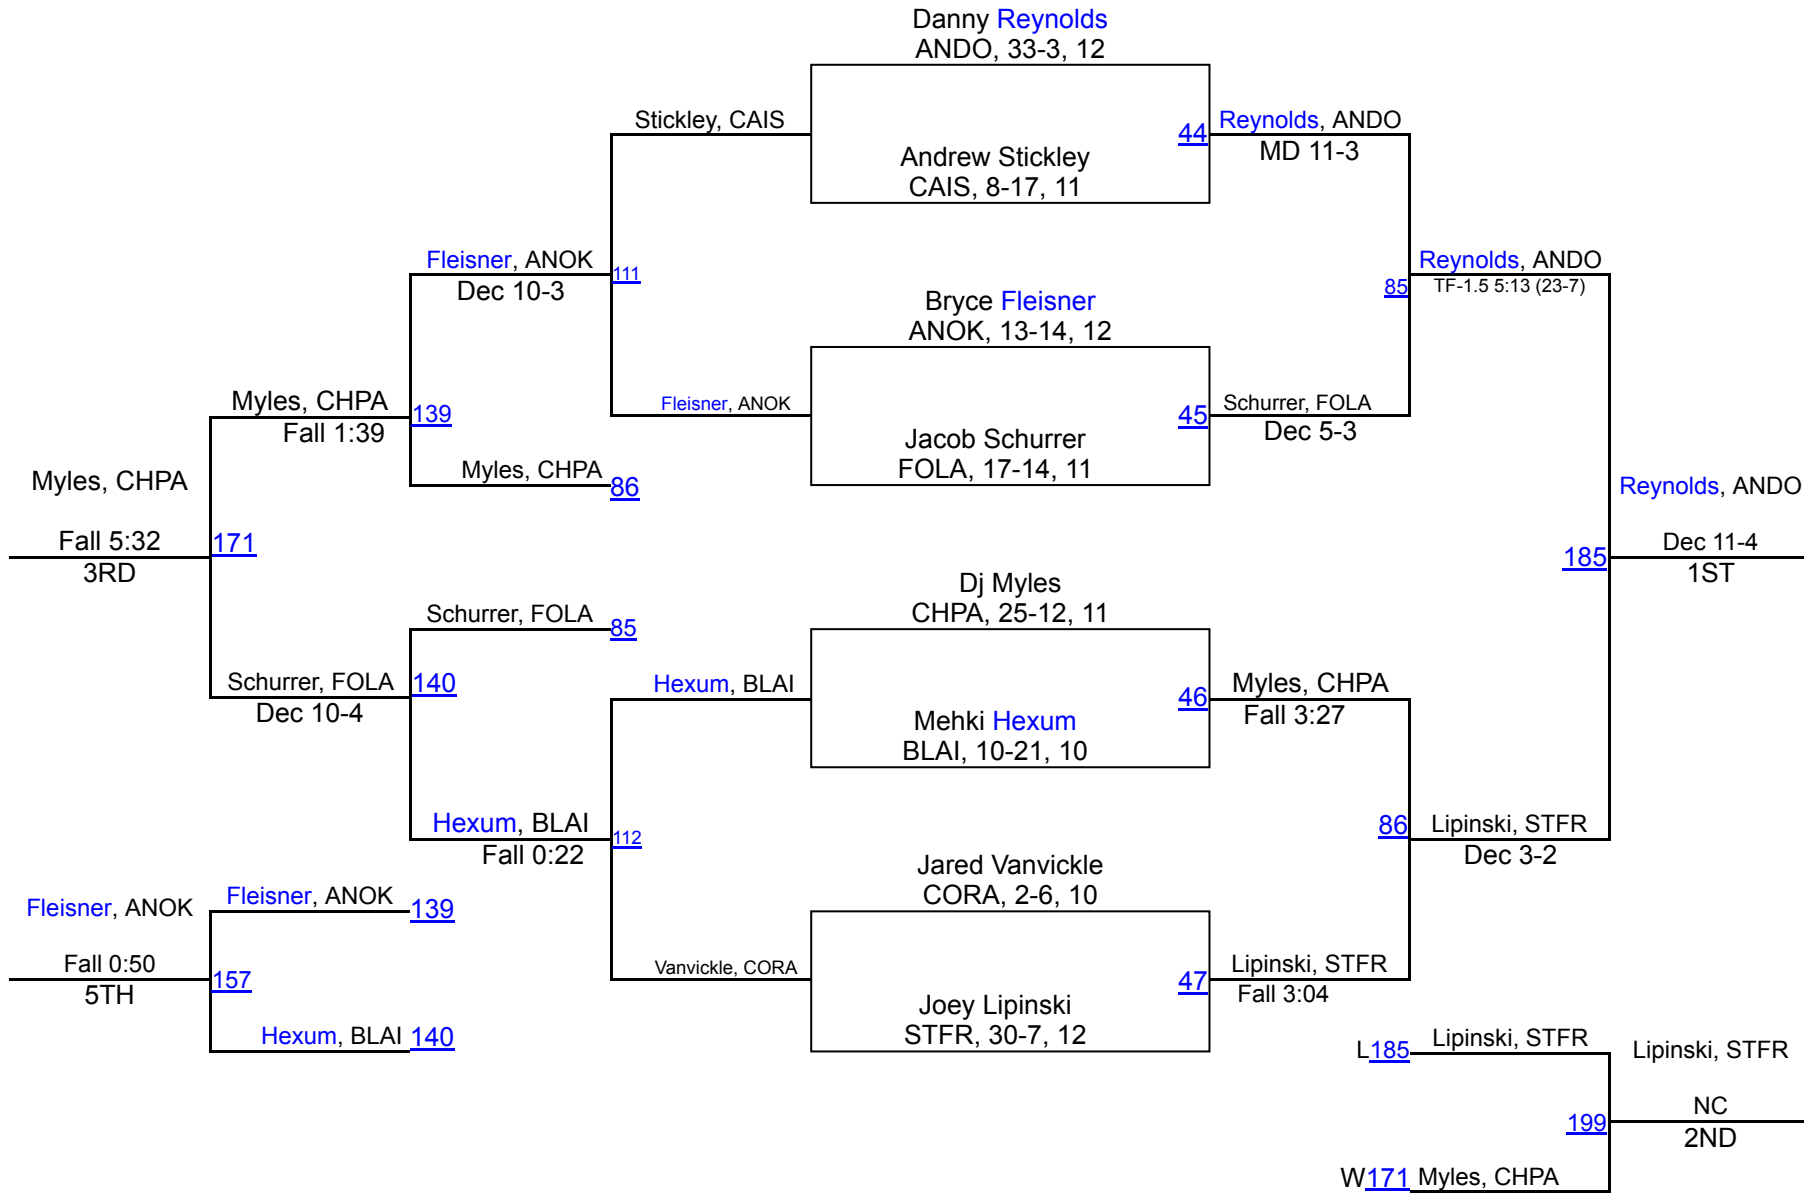 Danny Reynolds
ANDO, 33-3, 12
Stickley, CAIS
44
Reynolds, ANDO
MD 11-3
Andrew Stickley
CAIS, 8-17, 11
Fleisner, ANOK
Dec 10-3
111
Reynolds, ANDO
TF-1.5 5:13 (23-7)
85
Bryce Fleisner
ANOK, 13-14, 12
Myles, CHPA
Fall 1:39
139
Fleisner, ANOK
45
Schurrer, FOLA
Dec 5-3
Jacob Schurrer
FOLA, 17-14, 11
Myles, CHPA
86
Myles, CHPA
Reynolds, ANDO
Fall 5:32
3RD
171
185
Dec 11-4
1ST
Dj Myles
CHPA, 25-12, 11
Schurrer, FOLA
85
Schurrer, FOLA
Dec 10-4
140
Hexum, BLAI
46
Myles, CHPA
Fall 3:27
Mehki Hexum
BLAI, 10-21, 10
Hexum, BLAI
Fall 0:22
112
86
Lipinski, STFR
Dec 3-2
Jared Vanvickle
CORA, 2-6, 10
Fleisner, ANOK
Fleisner, ANOK
139
Fall 0:50
5TH
157
Vanvickle, CORA
47
Lipinski, STFR
Fall 3:04
Joey Lipinski
STFR, 30-7, 12
Hexum, BLAI
140
L185
Lipinski, STFR
Lipinski, STFR
199
NC
2ND
W171
Myles, CHPA